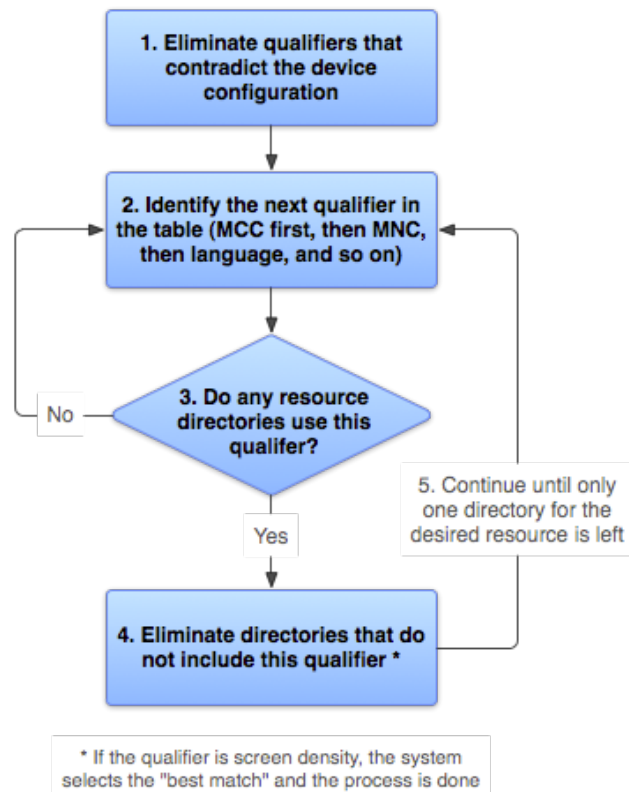 1. Eliminate qualifiers that
contradict the device
configuration
2. Identify the next qualifier in
the table (MCC first, then MNC,
then language, and so on)
3. Do any resource
directories use this
qualifer?
No
Yes
5. Continue until only
one directory for the
desired resource is left
4. Eliminate directories that do
not include this qualifier *
* If the qualifier is screen density, the system
selects the "best match" and the process is done